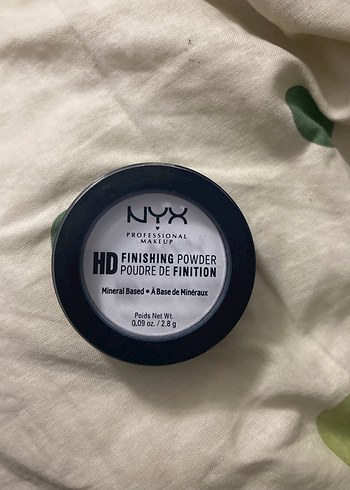 NYX
PROFESSIONAL
MAKEUP
HD FINISHING POWDER
POUDRE DE FINITION
Mineral Based • À Base de Minéraux
Poids Net Wt.
0.09 oz. / 2.8 g